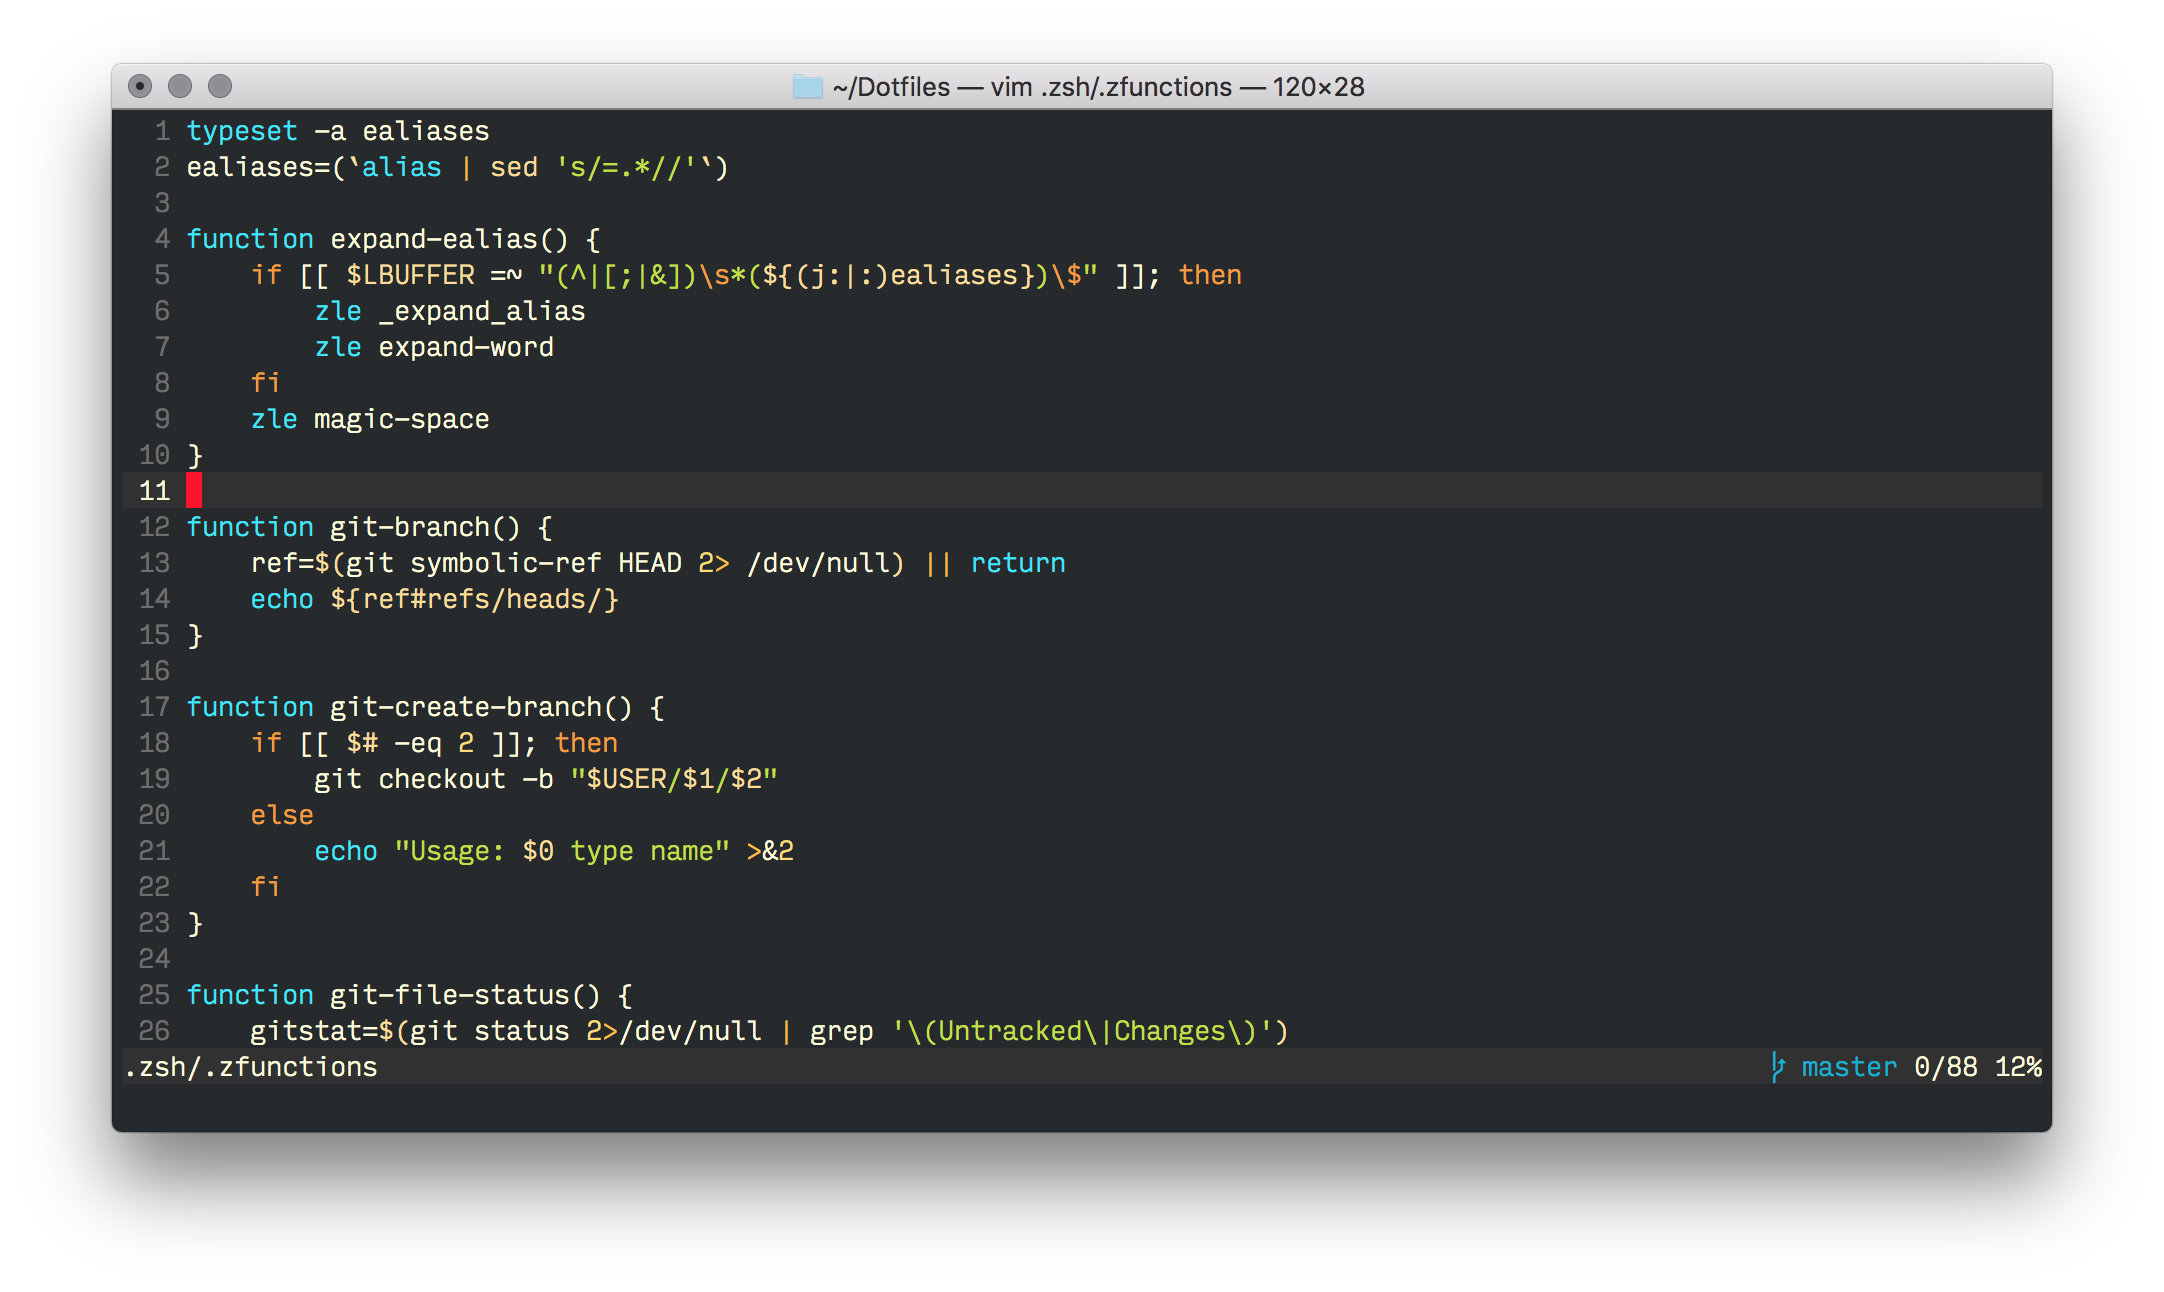 ~/Dotfiles — vim .zsh/.zfunctions — 120×28
1 typeset -a ealiases
2 ealiases=(`alias | sed 's/=.*//'`)
3
4 function expand-ealias() {
5     if [[ $LBUFFER =~ "(^|[;|&])\s*(${(j:|:)ealiases})\$" ]]; then
6         zle _expand_alias
7         zle expand-word
8     fi
9     zle magic-space
10 }
11
12 function git-branch() {
13     ref=$(git symbolic-ref HEAD 2> /dev/null) || return
14     echo ${ref#refs/heads/}
15 }
16
17 function git-create-branch() {
18     if [[ $# -eq 2 ]]; then
19         git checkout -b "$USER/$1/$2"
20     else
21         echo "Usage: $0 type name" >&2
22     fi
23 }
24
25 function git-file-status() {
26     gitstat=$(git status 2>/dev/null | grep '\(Untracked\|Changes\)')
.zsh/.zfunctions master 0/88 12%